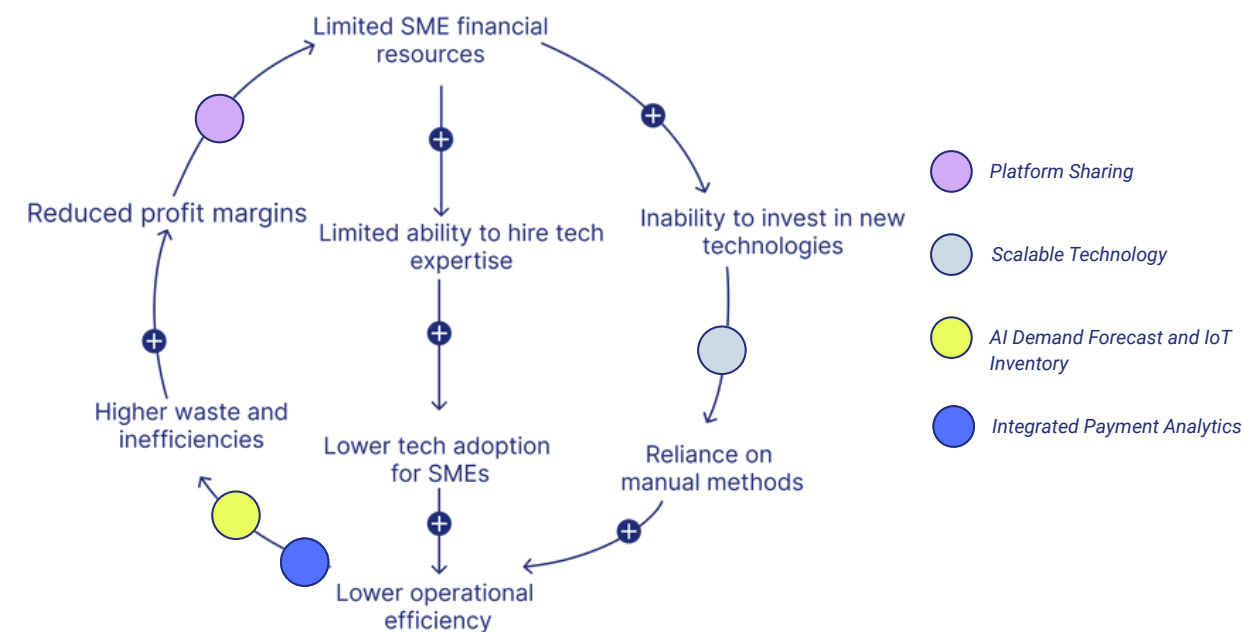 Limited SME financial
resources
Reduced profit margins
Limited ability to hire tech
expertise
Inability to invest in new
technologies
Higher waste and
inefficiencies
Lower tech adoption
for SMEs
Reliance on
manual methods
Lower operational
efficiency
Platform Sharing
Scalable Technology
AI Demand Forecast and IoT
Inventory
Integrated Payment Analytics